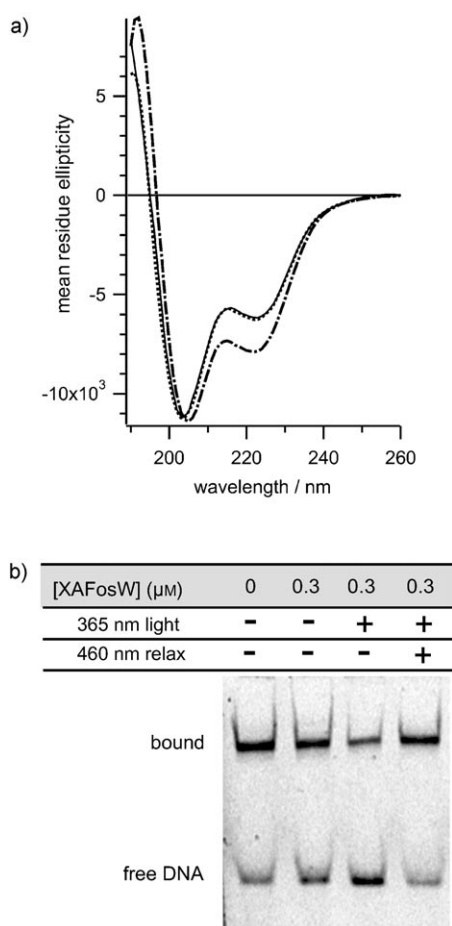 a)
mean residue ellipticity
5
0
-5
-10x10³
200 220 240 260
wavelength / nm
b)
[XAFosW] (µM) 0 0.3 0.3 0.3
365 nm light - - + +
460 nm relax - - - +
bound
free DNA